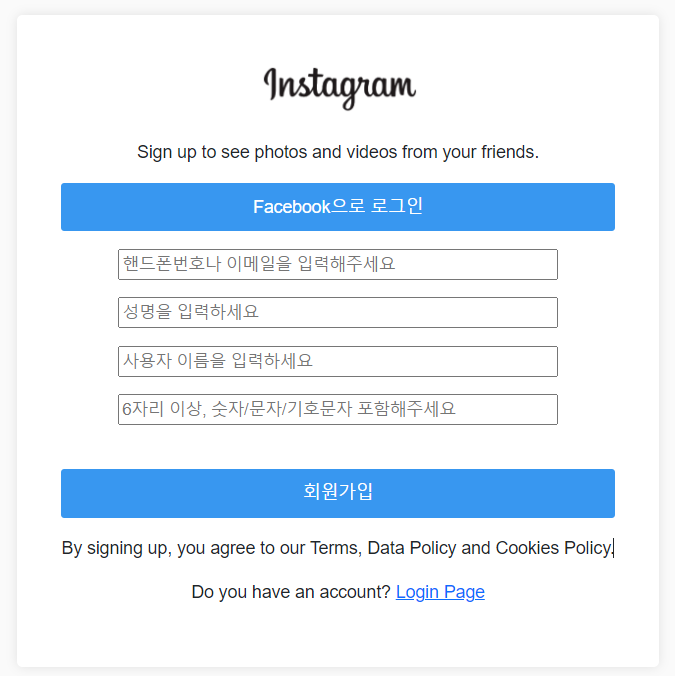 Instagram
Sign up to see photos and videos from your friends.
Facebook으로 로그인
핸드폰번호나 이메일을 입력해주세요
성명을 입력하세요
사용자 이름을 입력하세요
6자리 이상, 숫자/문자/기호문자 포함해주세요
회원가입
By signing up, you agree to our Terms, Data Policy and Cookies Policy.
Do you have an account? Login Page